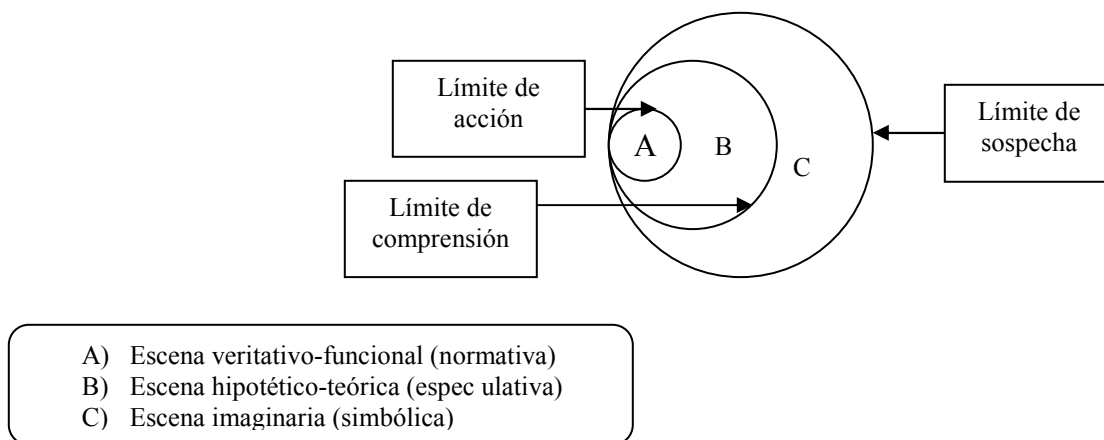 Límite de
acción
Límite de
sospecha
A
B
C
Límite de
comprensión
A) Escena veritativo-funcional (normativa)
B) Escena hipotético-teórica (espec ulativa)
C) Escena imaginaria (simbólica)